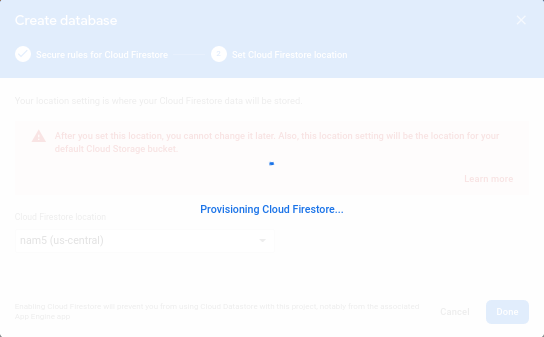 Create database
Secure rules for Cloud Firestore
2 Set Cloud Firestore location
Your location setting is where your Cloud Firestore data will be stored.
After you set this location, you cannot change it later. Also, this location setting will be the location for your
default Cloud Storage bucket.
Learn more
Provisioning Cloud Firestore...
Cloud Firestore location
nam5 (us-central)
Enabling Cloud Firestore will prevent you from using Cloud Datastore with this project, notably from the associated
App Engine app
Cancel
Done